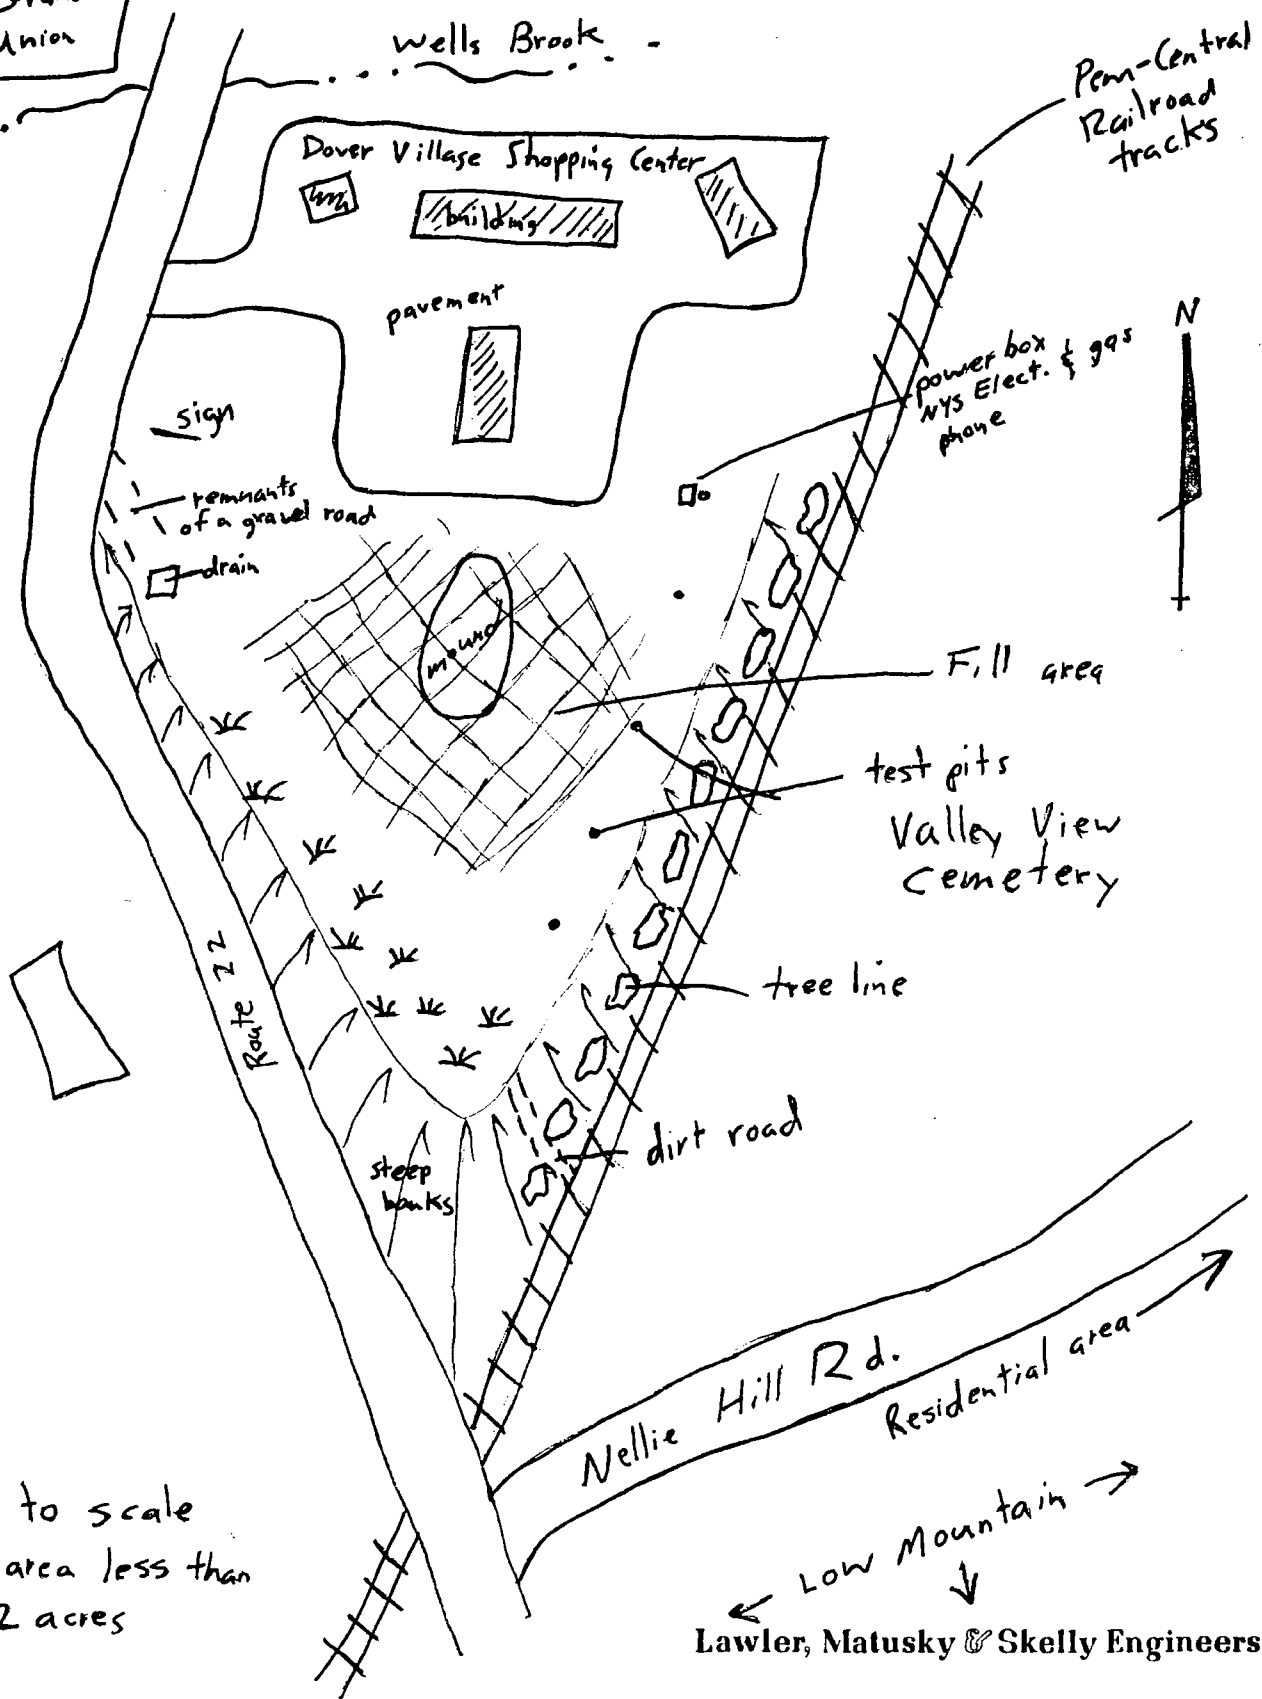 Union
Wells Brook
Penn-Central
Railroad
tracks
Dover Village Shopping Center
building
pavement
N
power box
NYS Elect. & gas
phone
sign
remnants
of a gravel road
drain
mound
Fill area
test pits
Valley View
Cemetery
Route 22
tree line
dirt road
steep
banks
Nellie Hill Rd.
Residential area
to scale
area less than
2 acres
Low Mountain
Lawler, Matusky & Skelly Engineers